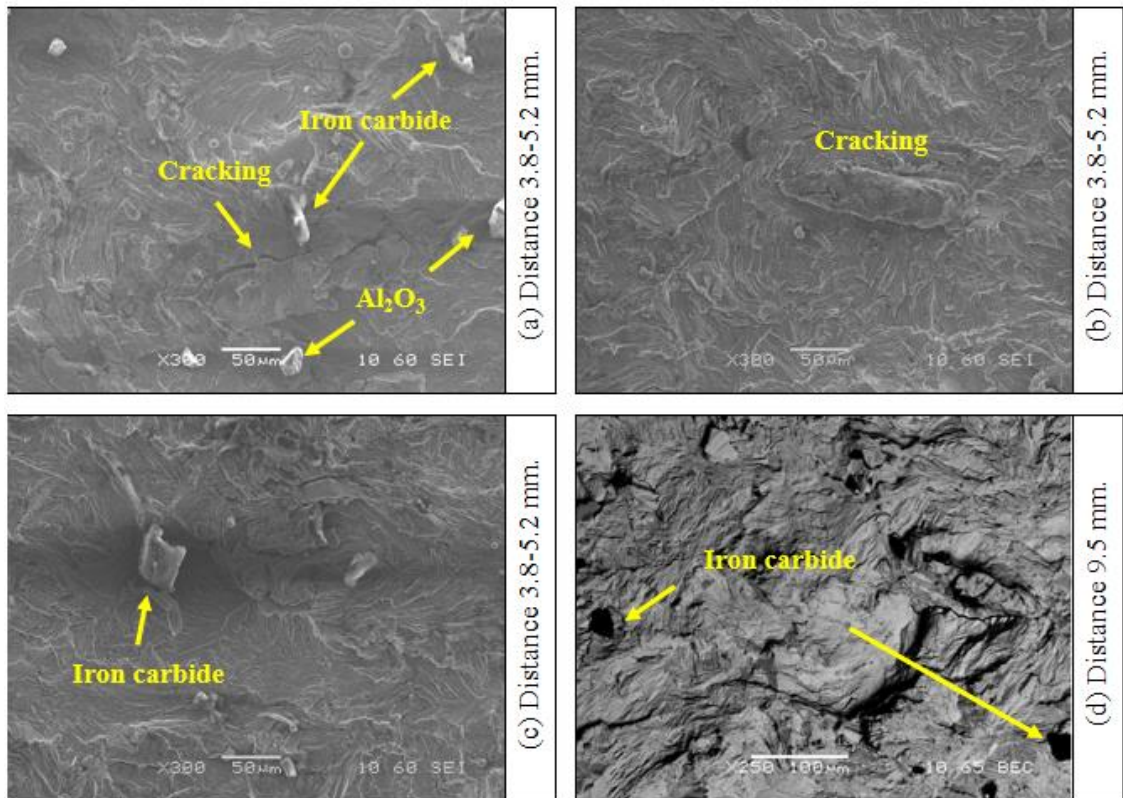 Iron carbide
Cracking
Al₂O₃
X300 50μm 10 60 SEI
(a) Distance 3.8-5.2 mm.
Cracking
X300 50μm 10 60 SEI
(b) Distance 3.8-5.2 mm.
Iron carbide
X300 50μm 10 60 SEI
(c) Distance 3.8-5.2 mm.
Iron carbide
X250 100μm 10 65 BEC
(d) Distance 9.5 mm.